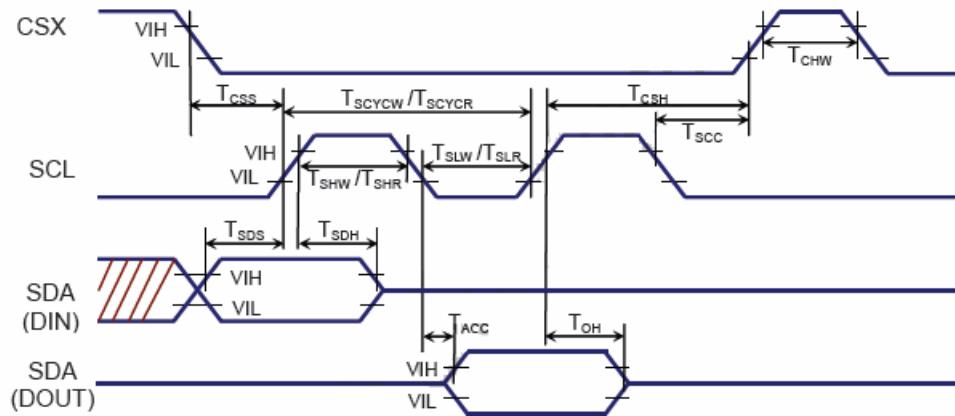 CSX
VIH
VIL
TCHW
TCSS
TSCYCW /TSCYCR
TCSH
TSCC
SCL
VIH
VIL
TSHW /TSHR
TSLW /TSLR
TSDS
TSDH
SDA
(DIN)
VIH
VIL
TACC
TOH
SDA
(DOUT)
VIH
VIL